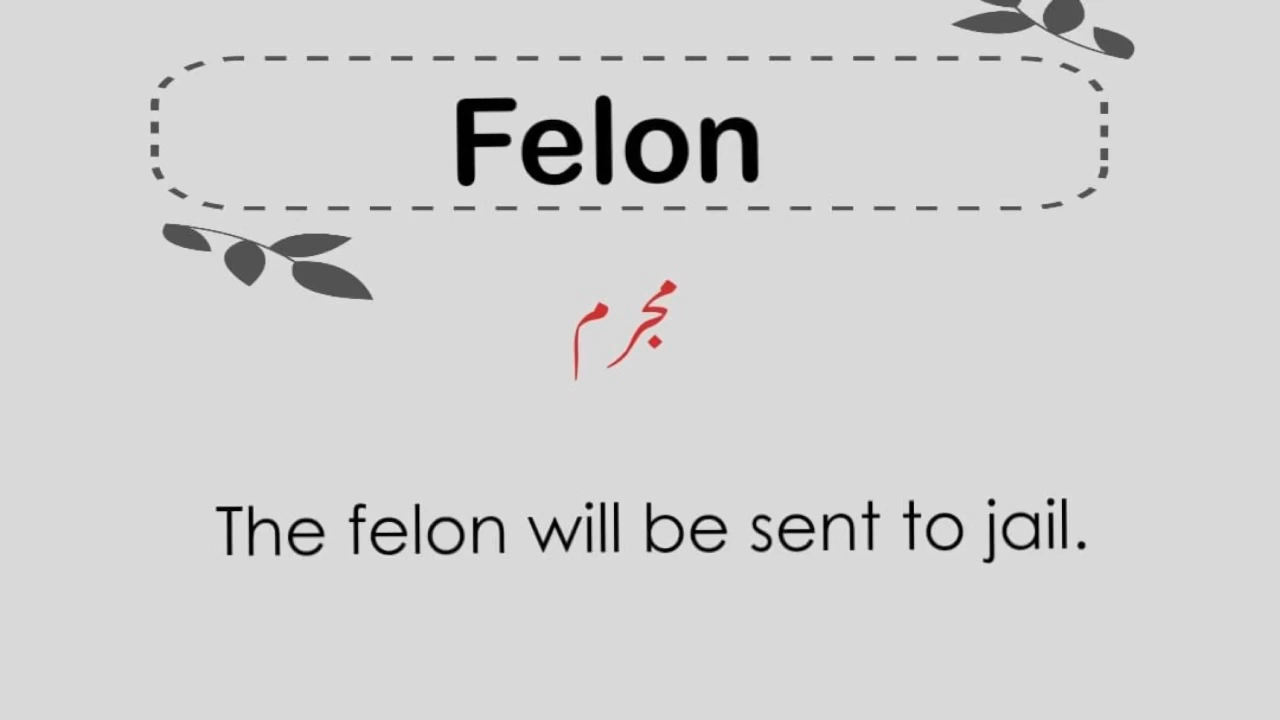 Felon
مجرم
The felon will be sent to jail.